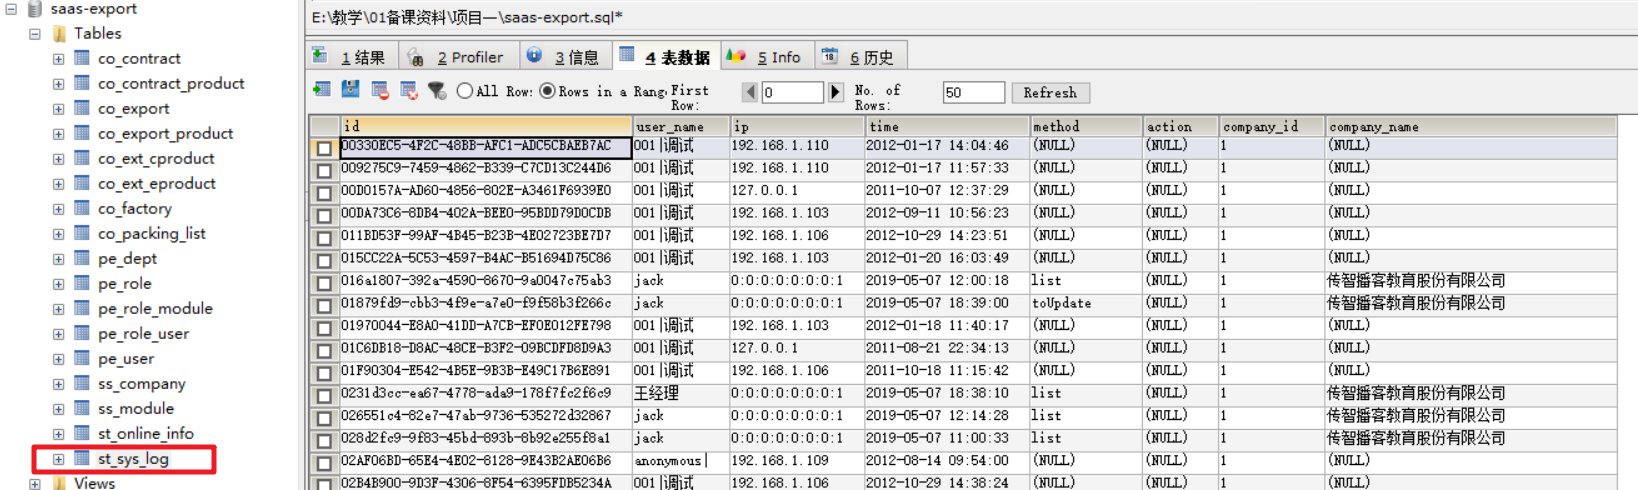 saas-export
Tables
co_contract
co_contract_product
co_export
co_export_product
co_ext_cproduct
co_ext_eproduct
co_factory
co_packing_list
pe_dept
pe_role
pe_role_module
pe_role_user
pe_user
ss_company
ss_module
st_online_info
st_sys_log
Views
E:\教学\01备课资料\项目一\saas-export.sql*
1 结果 2 Profiler 3 信息 4 表数据 5 Info 6 历史
All Row: Rows in a Rang. First Row: 0 No. of Rows: 50 Refresh
id user_name ip time method action company_id company_name
00330EC5-4F2C-48BB-AFC1-ADC5CBAEB7AC 001|调试 192.168.1.110 2012-01-17 14:04:46 (NULL) (NULL) 1 (NULL)
009275C9-7459-4862-B339-C7CD13C244D6 001|调试 192.168.1.110 2012-01-17 11:57:33 (NULL) (NULL) 1 (NULL)
00D0157A-AD60-4856-802E-A3461F6939E0 001|调试 127.0.0.1 2011-10-07 12:37:29 (NULL) (NULL) 1 (NULL)
00DA73C6-8DB4-402A-BEE0-95BDD79D0CDB 001|调试 192.168.1.103 2012-09-11 10:56:23 (NULL) (NULL) 1 (NULL)
011BD53F-99AF-4B45-B23B-4E02723BE7D7 001|调试 192.168.1.106 2012-10-29 14:23:51 (NULL) (NULL) 1 (NULL)
015CC22A-5C53-4597-B4AC-B51694D75C86 001|调试 192.168.1.103 2012-01-20 16:03:49 (NULL) (NULL) 1 (NULL)
016a1807-392a-4590-8670-9a0047c75ab3 jack 0:0:0:0:0:0:0:1 2019-05-07 12:00:18 list (NULL) 1 传智播客教育股份有限公司
01879fd9-cbb3-4f9e-a7e0-f9f58b3f266c jack 0:0:0:0:0:0:0:1 2019-05-07 18:39:00 toUpdate (NULL) 1 传智播客教育股份有限公司
01970044-E8A0-41DD-A7CB-EF0E012FE798 001|调试 192.168.1.103 2012-01-18 11:40:17 (NULL) (NULL) 1 (NULL)
01C6DB18-D8AC-48CE-B3F2-09BCDFD8D9A3 001|调试 127.0.0.1 2011-08-21 22:34:13 (NULL) (NULL) 1 (NULL)
01F90304-E542-4B5E-9B3B-E49C17B6E891 001|调试 192.168.1.106 2011-10-18 11:15:42 (NULL) (NULL) 1 (NULL)
0231d3cc-ea67-4778-ada9-178f7fc2f6c9 王经理 0:0:0:0:0:0:0:1 2019-05-07 18:38:10 list (NULL) 1 传智播客教育股份有限公司
026551c4-82e7-47ab-9736-535272d32867 jack 0:0:0:0:0:0:0:1 2019-05-07 12:14:28 list (NULL) 1 传智播客教育股份有限公司
028d2fc9-9f83-45bd-893b-8b92e255f8a1 jack 0:0:0:0:0:0:0:1 2019-05-07 11:00:33 list (NULL) 1 传智播客教育股份有限公司
02AF06BD-65E4-4E02-8128-9E43B2AE06B6 anonymous| 192.168.1.109 2012-08-14 09:54:00 (NULL) (NULL) 1 (NULL)
02B4B900-9D3F-4306-8F54-6395FDB5234A 001|调试 192.168.1.106 2012-10-29 14:38:24 (NULL) (NULL) 1 (NULL)